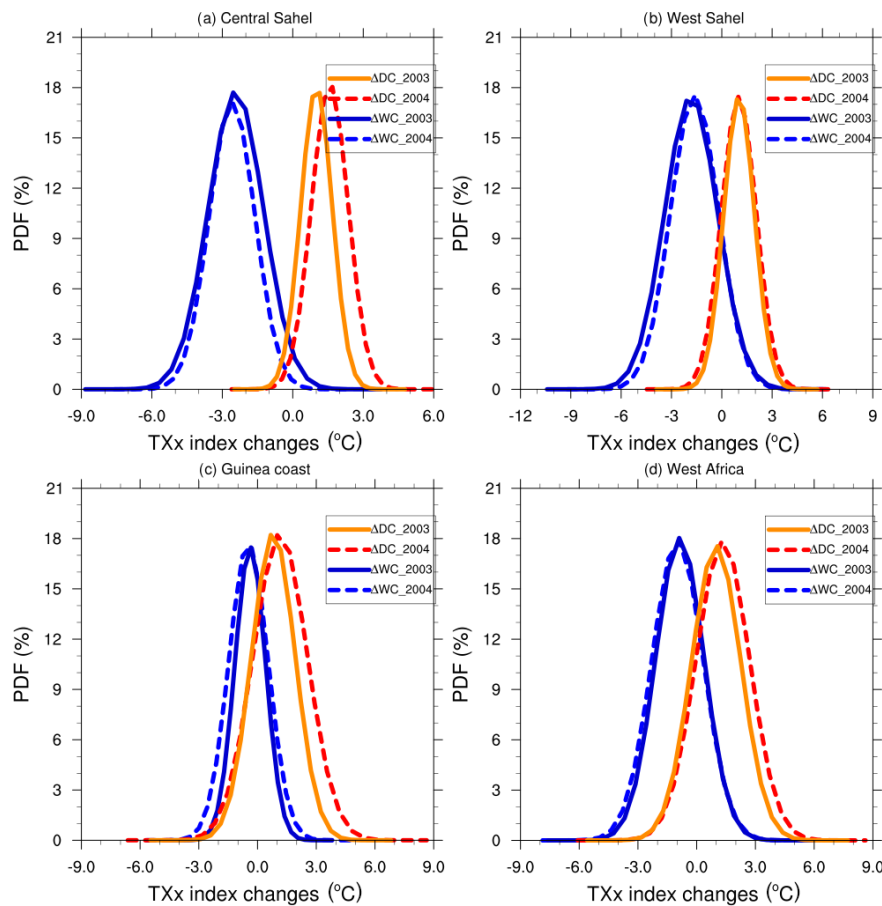 (a) Central Sahel
21
18
15
12
9
6
3
0
PDF (%)
-9.0 -6.0 -3.0 0.0 3.0 6.0
TXx index changes (°C)
ΔDC_2003
ΔDC_2004
ΔWC_2003
ΔWC_2004
(b) West Sahel
21
18
15
12
9
6
3
0
PDF (%)
-12 -9 -6 -3 0 3 6 9
TXx index changes (°C)
ΔDC_2003
ΔDC_2004
ΔWC_2003
ΔWC_2004
(c) Guinea coast
21
18
15
12
9
6
3
0
PDF (%)
-9.0 -6.0 -3.0 0.0 3.0 6.0 9.0
TXx index changes (°C)
ΔDC_2003
ΔDC_2004
ΔWC_2003
ΔWC_2004
(d) West Africa
21
18
15
12
9
6
3
0
PDF (%)
-9.0 -6.0 -3.0 0.0 3.0 6.0 9.0
TXx index changes (°C)
ΔDC_2003
ΔDC_2004
ΔWC_2003
ΔWC_2004